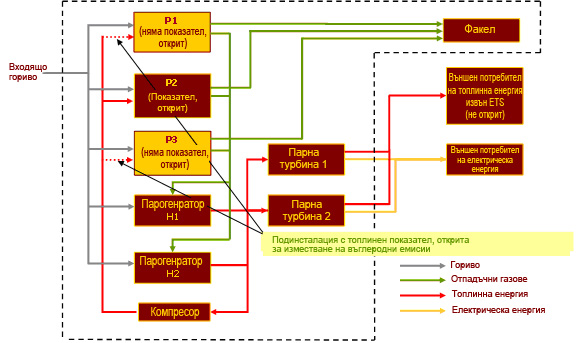 Входящо
гориво
P1
(няма показател,
открит)
P2
(Показател,
открит)
P3
(няма показател,
открит)
Парогенратор
H1
Парогенратор
H2
Компресор
Парна
турбина 1
Парна
турбина 2
Факел
Външен потребител
на топлинна енергия
извън ETS
(не открит)
Външен потребител
на електрическа
енергия
Подинсталация с топлинен показател, открита
за изместване на въглеродни емисии
Гориво
Отпадъчни газове
Топлинна енергия
Електрическа енергия